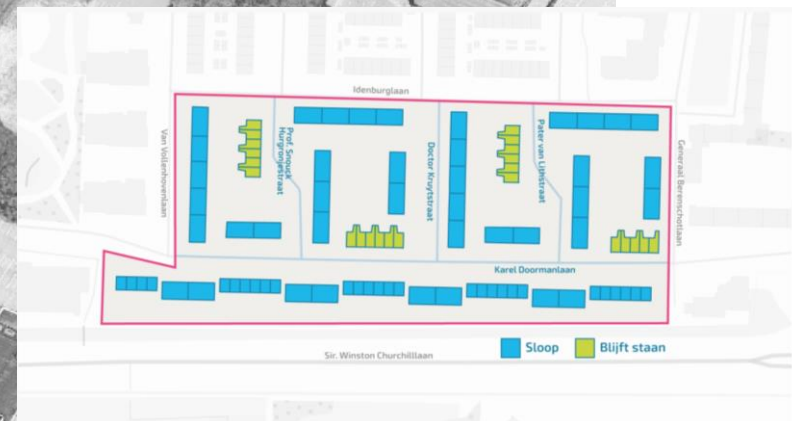 Idenburglaan
Van Vollenhovenlaan
Prof. Snouck
Hurgronjestraat
Doctor Kruytstraat
Pater van Lithstraat
Generaal Berenschotlaan
Karel Doormanlaan
Sloop
Blijft staan
Sir. Winston Churchilllaan